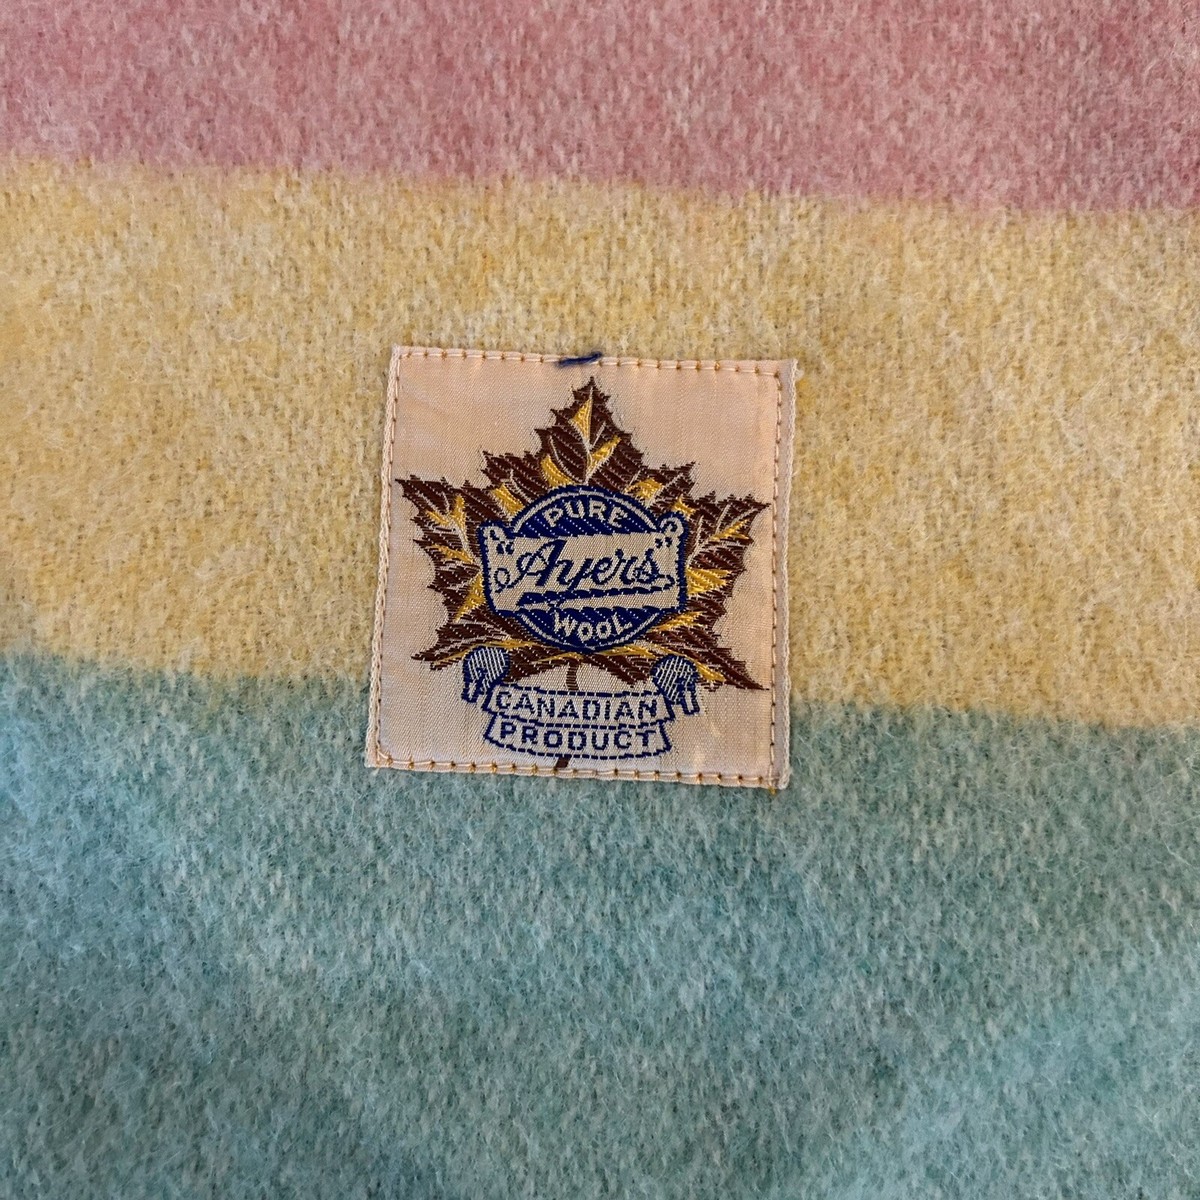 PURE
"Ayers"
WOOL
CANADIAN
PRODUCT